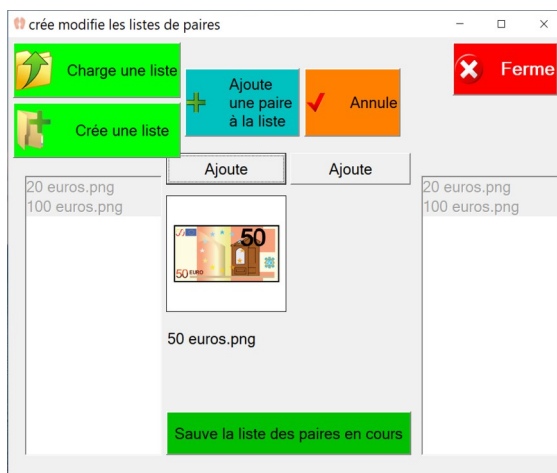 crée modifie les listes de paires
Charge une liste
Ajoute
une paire
à la liste
Annule
Ferme
Crée une liste
Ajoute
Ajoute
20 euros.png
100 euros.png
20 euros.png
100 euros.png
50
50 EURO
50 euros.png
Sauve la liste des paires en cours